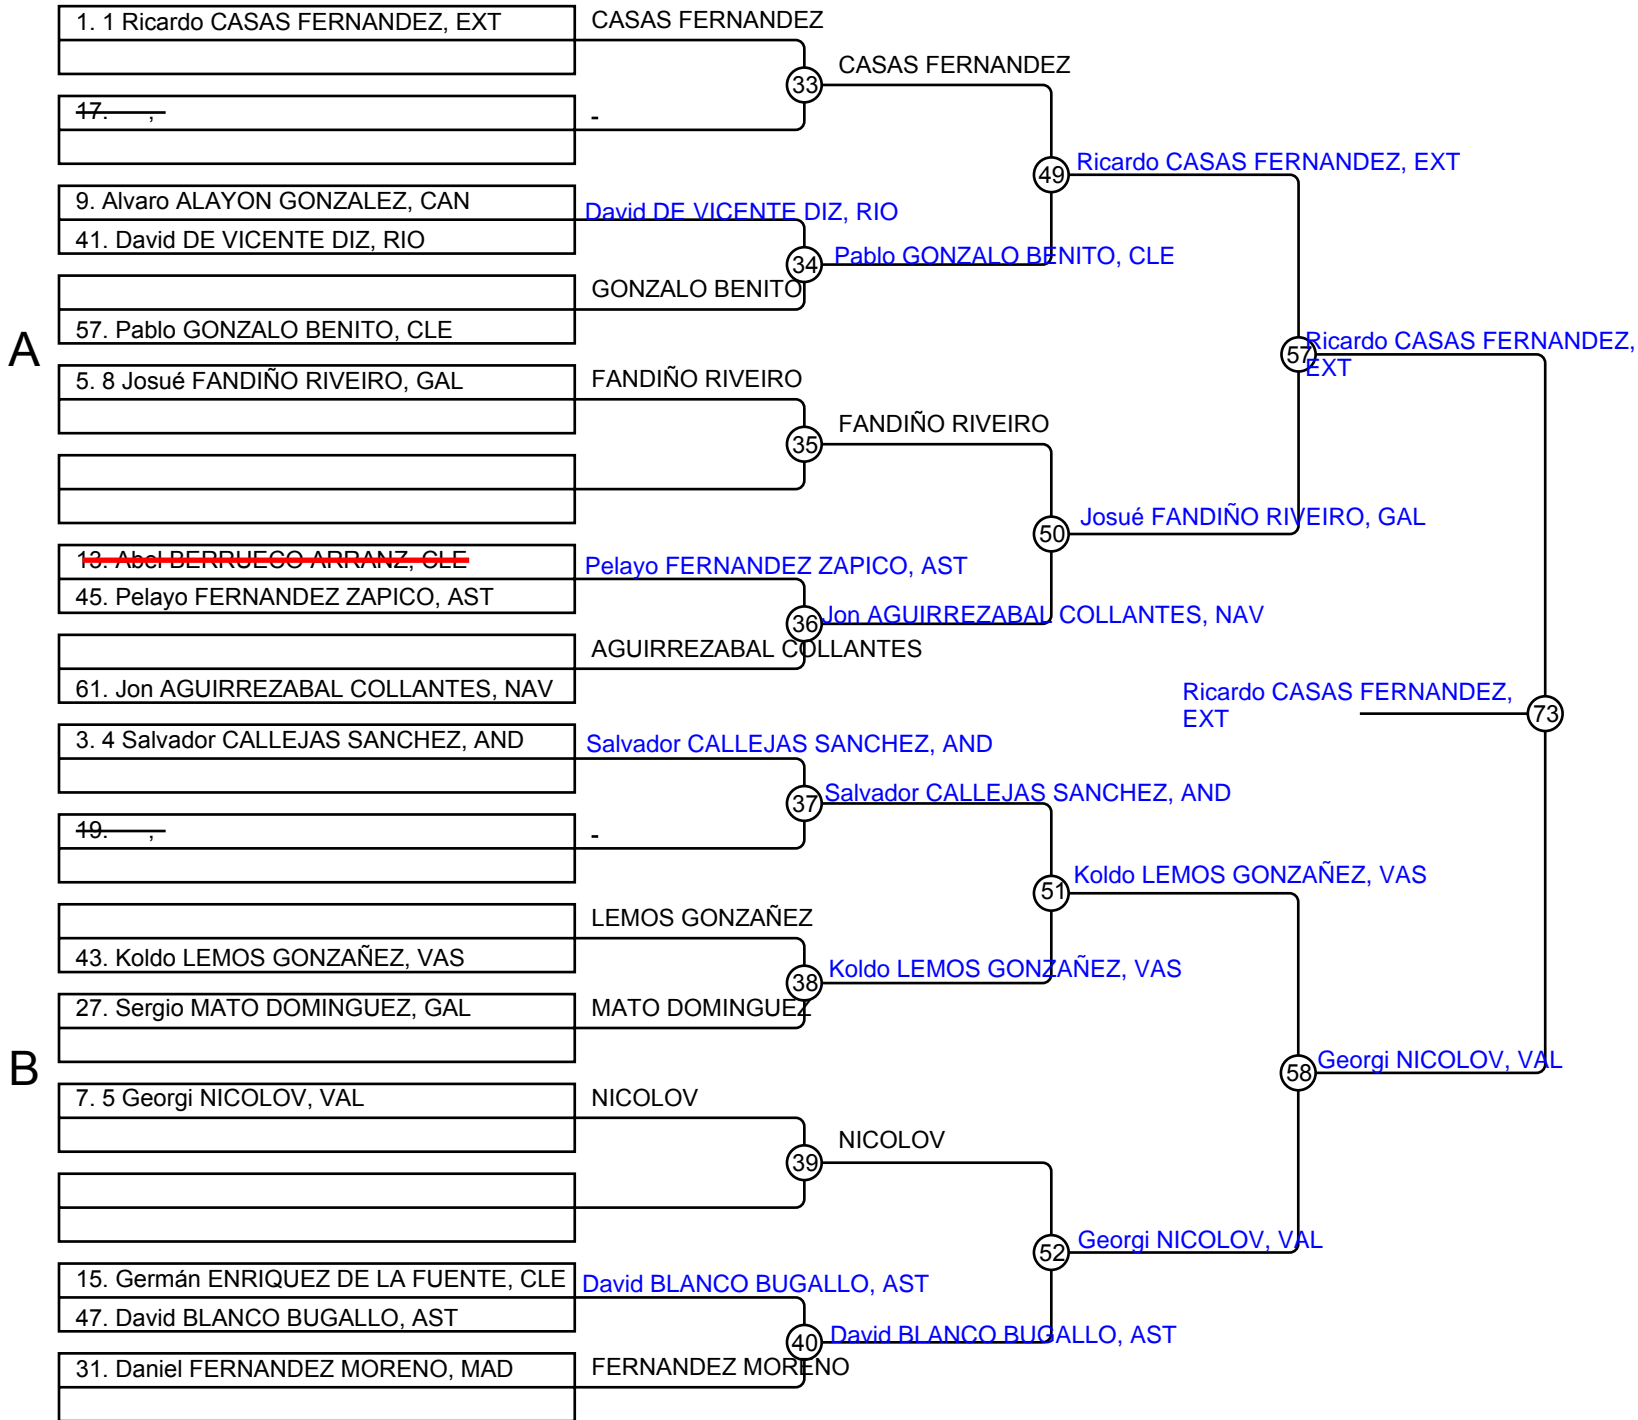 1. 1 Ricardo CASAS FERNANDEZ, EXT
CASAS FERNANDEZ
CASAS FERNANDEZ
33
17. , -
-
49
Ricardo CASAS FERNANDEZ, EXT
9. Alvaro ALAYON GONZALEZ, CAN
David DE VICENTE DIZ, RIO
41. David DE VICENTE DIZ, RIO
34
Pablo GONZALO BENITO, CLE
GONZALO BENITO
57. Pablo GONZALO BENITO, CLE
A
57
Ricardo CASAS FERNANDEZ,
EXT
5. 8 Josué FANDIÑO RIVEIRO, GAL
FANDIÑO RIVEIRO
FANDIÑO RIVEIRO
35
50
Josué FANDIÑO RIVEIRO, GAL
13. Abel BERRUECO ARRANZ, CLE
Pelayo FERNANDEZ ZAPICO, AST
45. Pelayo FERNANDEZ ZAPICO, AST
36
Jon AGUIRREZABAL COLLANTES, NAV
AGUIRREZABAL COLLANTES
61. Jon AGUIRREZABAL COLLANTES, NAV
Ricardo CASAS FERNANDEZ,
EXT
73
3. 4 Salvador CALLEJAS SANCHEZ, AND
Salvador CALLEJAS SANCHEZ, AND
37
Salvador CALLEJAS SANCHEZ, AND
19. , -
-
51
Koldo LEMOS GONZAÑEZ, VAS
LEMOS GONZAÑEZ
43. Koldo LEMOS GONZAÑEZ, VAS
38
Koldo LEMOS GONZAÑEZ, VAS
27. Sergio MATO DOMINGUEZ, GAL
MATO DOMINGUEZ
B
58
Georgi NICOLOV, VAL
7. 5 Georgi NICOLOV, VAL
NICOLOV
NICOLOV
39
52
Georgi NICOLOV, VAL
15. Germán ENRIQUEZ DE LA FUENTE, CLE
David BLANCO BUGALLO, AST
47. David BLANCO BUGALLO, AST
40
David BLANCO BUGALLO, AST
31. Daniel FERNANDEZ MORENO, MAD
FERNANDEZ MORENO